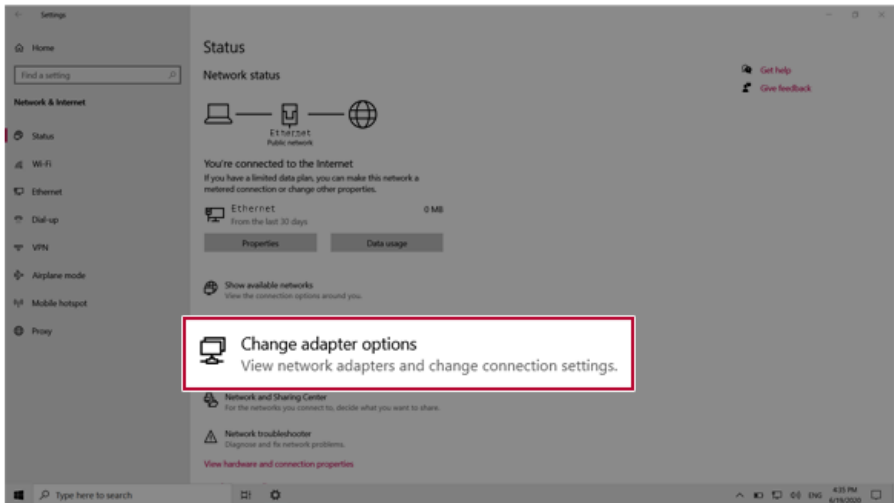 Settings
Home
Find a setting
Network & Internet
Status
Wi-Fi
Ethernet
Dial-up
VPN
Airplane mode
Mobile hotspot
Proxy
Status
Network status
Ethernet
Public network
You're connected to the Internet
If you have a limited data plan, you can make this network a
metered connection or change other properties.
Ethernet
0 MB
From the last 30 days
Properties
Data usage
Show available networks
View the connection options around you.
Change adapter options
View network adapters and change connection settings.
Network and Sharing Center
For the networks you connect to, decide what you want to share.
Network troubleshooter
Diagnose and fix network problems.
View hardware and connection properties
Get help
Give feedback
Type here to search
ENG
4:35 PM
6/19/2020